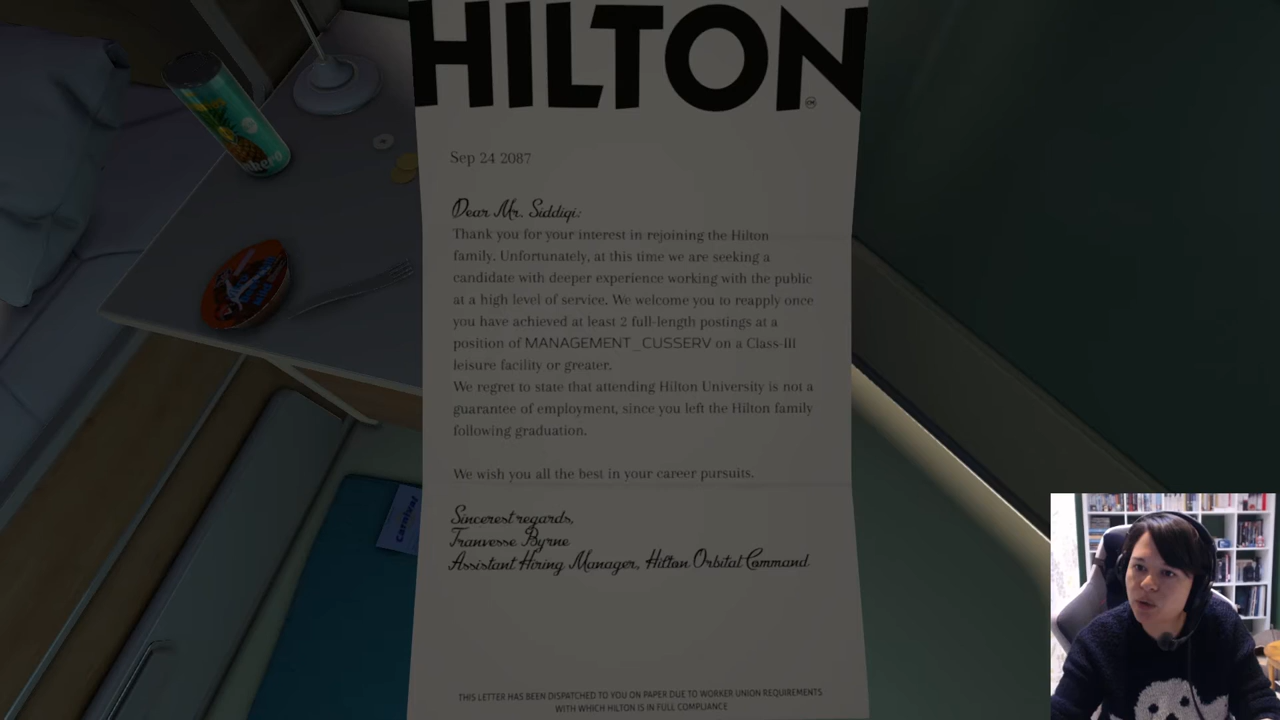 HILTON
Sep 24 2087
Dear Mr. Siddiqi:
Thank you for your interest in rejoining the Hilton
family. Unfortunately, at this time we are seeking a
candidate with deeper experience working with the public
at a high level of service. We welcome you to reapply once
you have achieved at least 2 full-length postings at a
position of MANAGEMENT_CUSSERV on a Class-III
leisure facility or greater.
We regret to state that attending Hilton University is not a
guarantee of employment, since you left the Hilton family
following graduation.
We wish you all the best in your career pursuits.
Sincerest regards,
Tranvesse Byrne
Assistant Hiring Manager, Hilton Orbital Command
THIS LETTER HAS BEEN DISPATCHED TO YOU ON PAPER DUE TO WORKER UNION REQUIREMENTS
WITH WHICH HILTON IS IN FULL COMPLIANCE
carnival